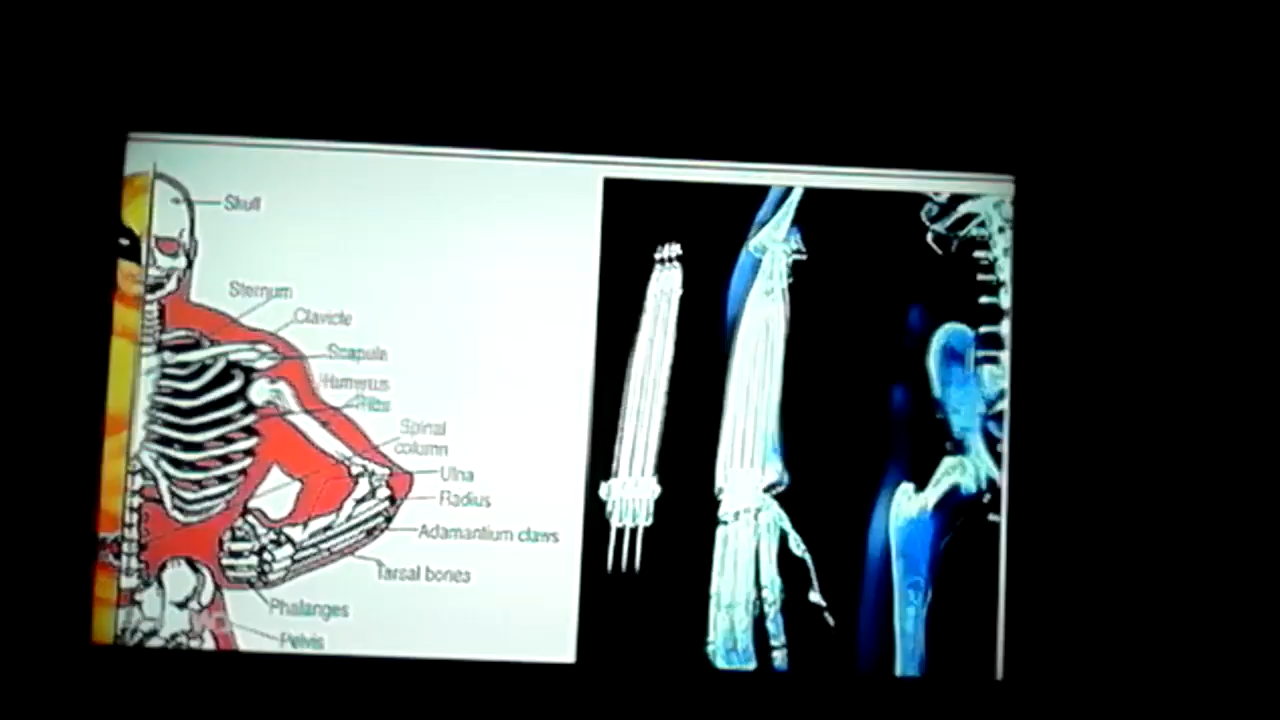 Skull
Sternum
Clavicle
Scapula
Humerus
Ribs
Spinal
column
Ulna
Radius
Adamantium claws
Tarsal bones
Phalanges
Pelvis